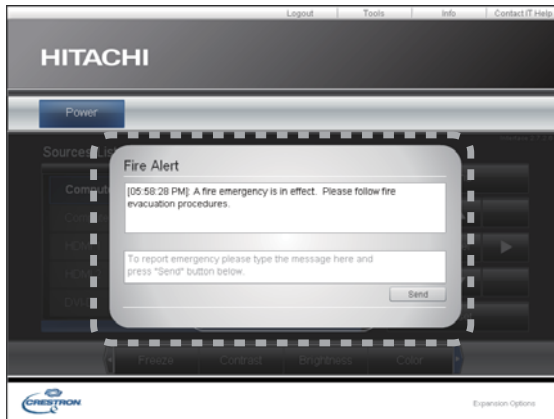 Logout Tools Info Contact IT Help
HITACHI
Power
Sources Lis
Fire Alert
[05:58:28 PM]: A fire emergency is in effect. Please follow fire
evacuation procedures.
To report emergency please type the message here and
press "Send" button below.
Send
Freeze Contrast Brightness Color
CRESTRON
Expansion Options